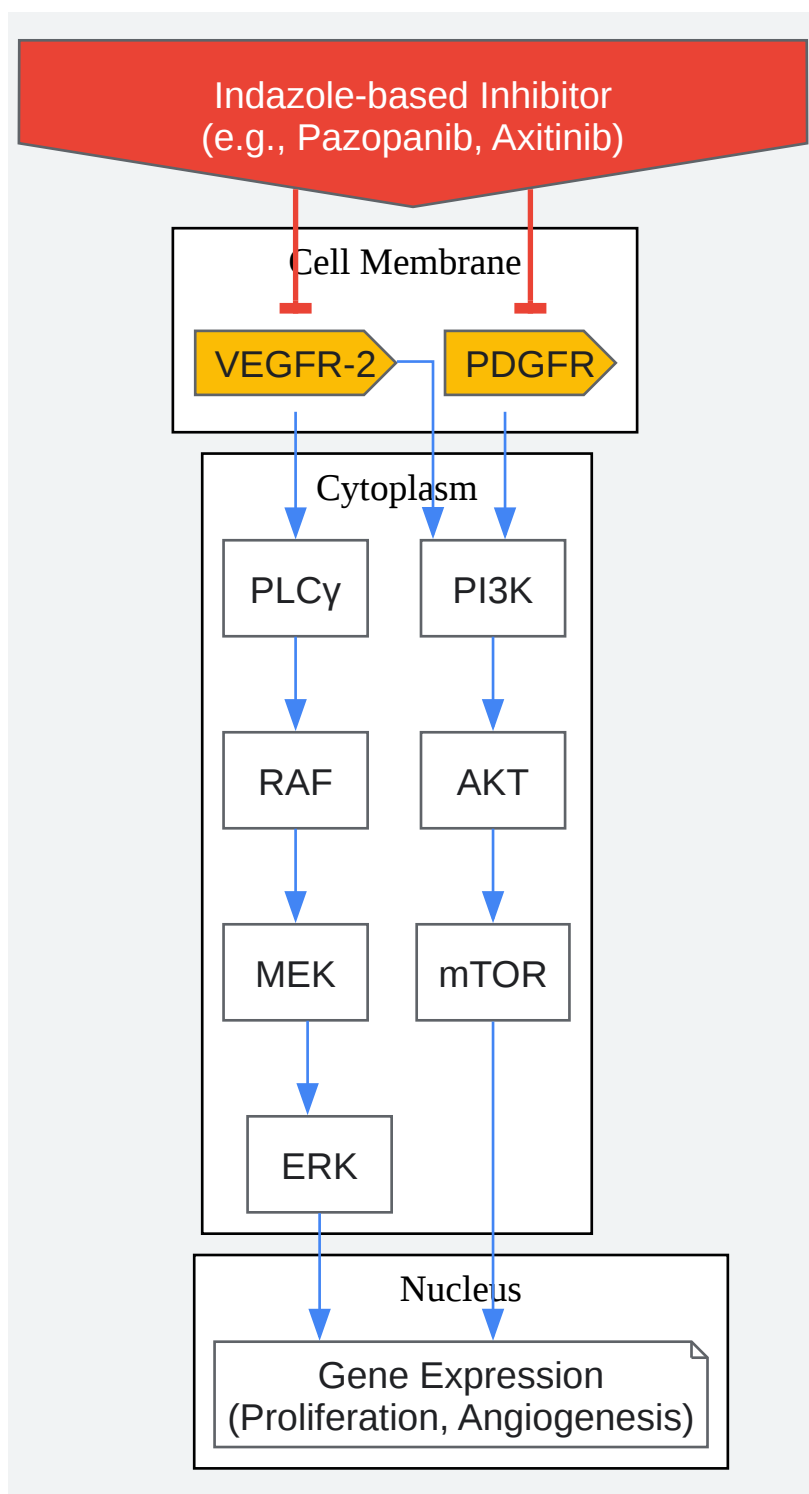 Indazole-based Inhibitor
(e.g., Pazopanib, Axitinib)
Cell Membrane
VEGFR-2
PDGFR
Cytoplasm
PLCγ
PI3K
RAF
AKT
MEK
mTOR
ERK
Nucleus
Gene Expression
(Proliferation, Angiogenesis)